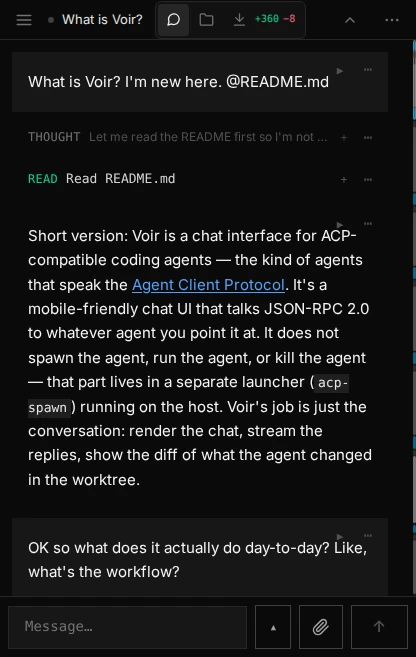 What is Voir?
+360 −8
What is Voir? I'm new here. @README.md
THOUGHT Let me read the README first so I'm not …
READ Read README.md
Short version: Voir is a chat interface for ACP-
compatible coding agents — the kind of agents
that speak the Agent Client Protocol. It's a
mobile-friendly chat UI that talks JSON-RPC 2.0
to whatever agent you point it at. It does not
spawn the agent, run the agent, or kill the agent
— that part lives in a separate launcher (acp-
spawn) running on the host. Voir's job is just the
conversation: render the chat, stream the
replies, show the diff of what the agent changed
in the worktree.
OK so what does it actually do day-to-day? Like,
what's the workflow?
Message…